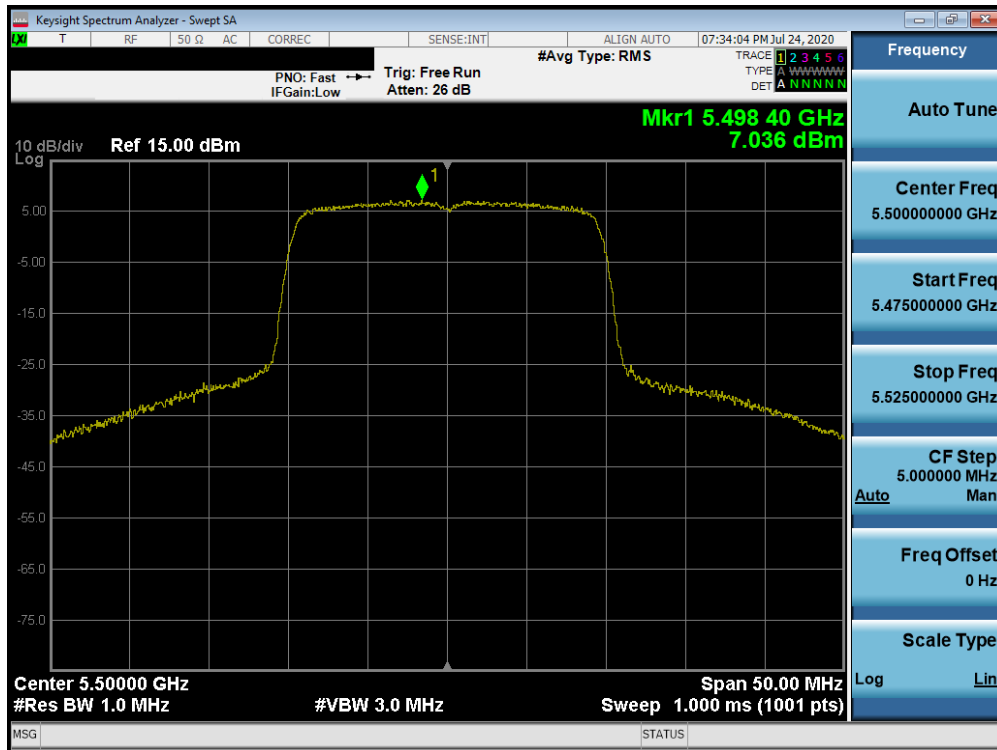 Keysight Spectrum Analyzer - Swept SA
LXI T RF 50 Ω AC CORREC SENSE:INT ALIGN AUTO 07:34:04 PM Jul 24, 2020
#Avg Type: RMS
TRACE 1 2 3 4 5 6
TYPE A WWWWW
DET A N N N N N
PNO: Fast
IFGain:Low
Trig: Free Run
Atten: 26 dB
Mkr1 5.498 40 GHz
7.036 dBm
10 dB/div
Log
Ref 15.00 dBm
1
5.00
-5.00
-15.0
-25.0
-35.0
-45.0
-55.0
-65.0
-75.0
Center 5.50000 GHz
Span 50.00 MHz
#Res BW 1.0 MHz
#VBW 3.0 MHz
Sweep 1.000 ms (1001 pts)
MSG
STATUS
Frequency
Auto Tune
Center Freq
5.500000000 GHz
Start Freq
5.475000000 GHz
Stop Freq
5.525000000 GHz
CF Step
5.000000 MHz
Auto Man
Freq Offset
0 Hz
Scale Type
Log Lin